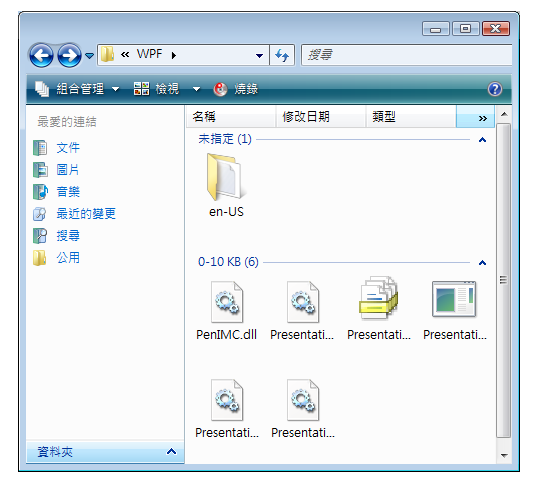 « WPF
搜尋
組合管理 檢視 燒錄
最愛的連結
文件
圖片
音樂
最近的變更
搜尋
公用
資料夾
名稱 修改日期 類型 »
未指定 (1)
en-US
0-10 KB (6)
PenIMC.dll Presentati... Presentati... Presentati...
Presentati... Presentati...